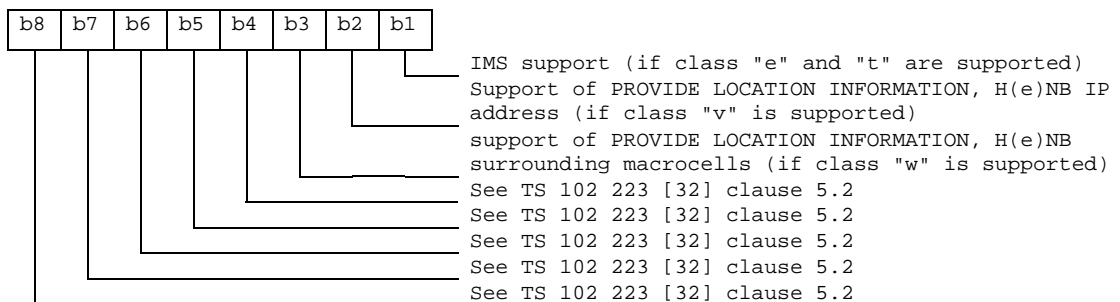 b8 b7 b6 b5 b4 b3 b2 b1
IMS support (if class "e" and "t" are supported)
Support of PROVIDE LOCATION INFORMATION, H(e)NB IP
address (if class "v" is supported)
support of PROVIDE LOCATION INFORMATION, H(e)NB
surrounding macrocells (if class "w" is supported)
See TS 102 223 [32] clause 5.2
See TS 102 223 [32] clause 5.2
See TS 102 223 [32] clause 5.2
See TS 102 223 [32] clause 5.2
See TS 102 223 [32] clause 5.2